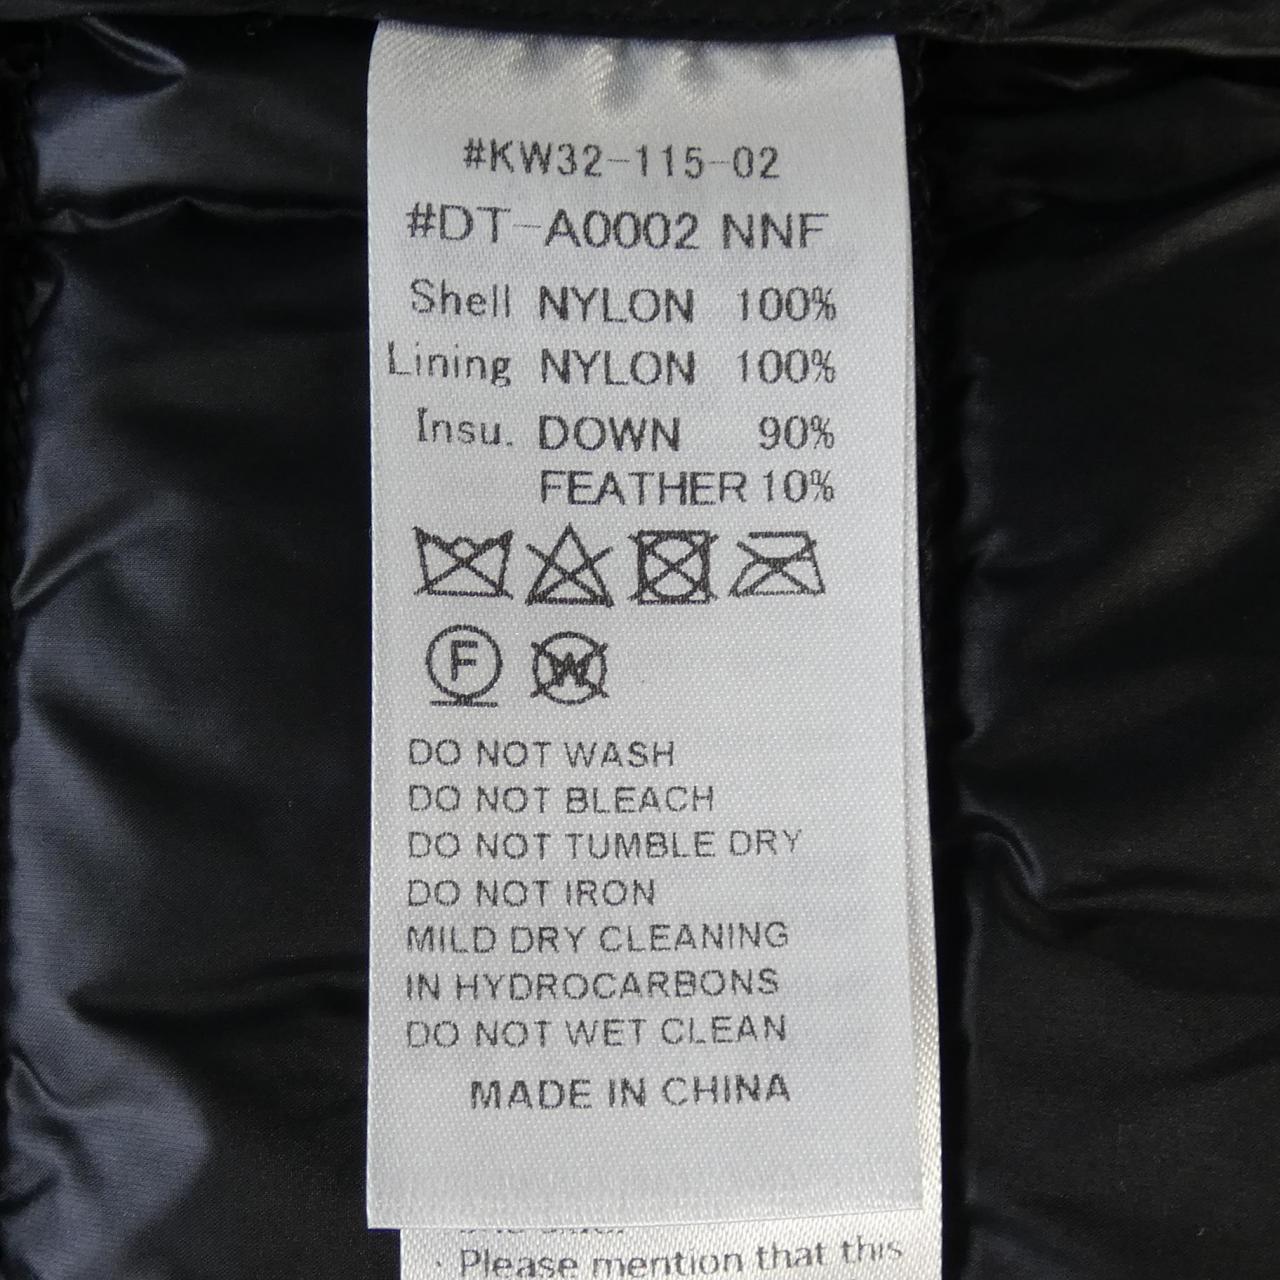 #KW32-115-02
#DT-A0002 NNF
Shell NYLON 100%
Lining NYLON 100%
Insu. DOWN 90%
FEATHER 10%
F W
DO NOT WASH
DO NOT BLEACH
DO NOT TUMBLE DRY
DO NOT IRON
MILD DRY CLEANING
IN HYDROCARBONS
DO NOT WET CLEAN
MADE IN CHINA
· Please mention that this